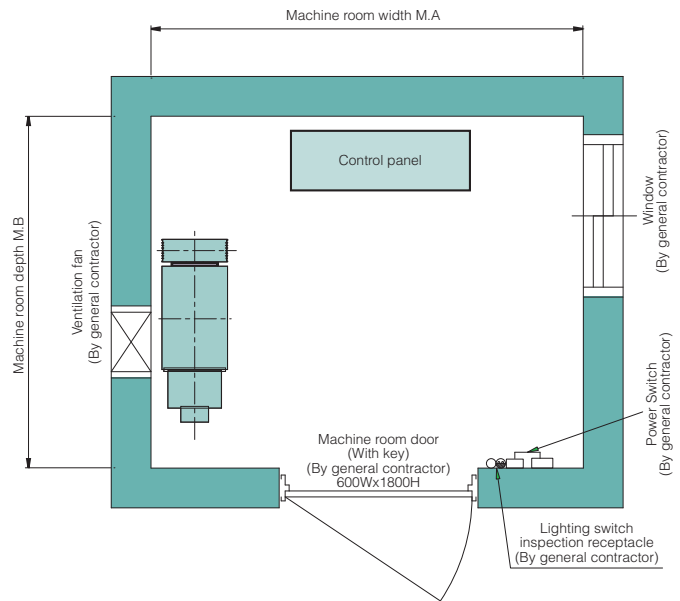 Machine room width M.A
Control panel
Machine room depth M.B
Ventilation fan
(By general contractor)
Window
(By general contractor)
Power Switch
(By general contractor)
Machine room door
(With key)
(By general contractor)
600Wx1800H
Lighting switch
inspection receptacle
(By general contractor)